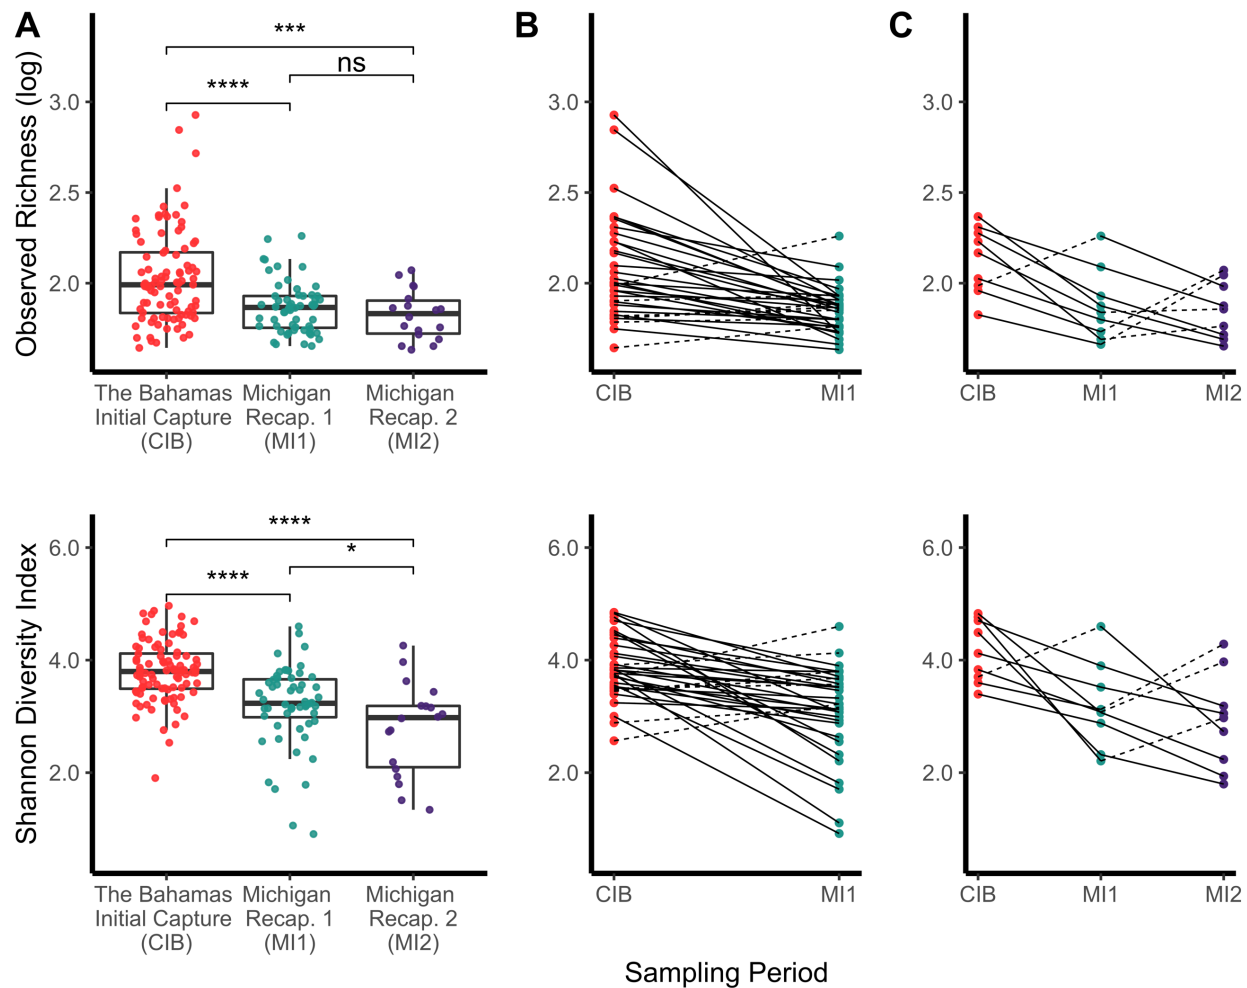 A
B
C
Observed Richness (log)
3.0
2.5
2.0
***
ns
****
The Bahamas
Initial Capture
(CIB)
Michigan
Recap. 1
(MI1)
Michigan
Recap. 2
(MI2)
3.0
2.5
2.0
CIB
MI1
3.0
2.5
2.0
CIB
MI1
MI2
Shannon Diversity Index
6.0
4.0
2.0
****
*
****
The Bahamas
Initial Capture
(CIB)
Michigan
Recap. 1
(MI1)
Michigan
Recap. 2
(MI2)
6.0
4.0
2.0
CIB
MI1
6.0
4.0
2.0
CIB
MI1
MI2
Sampling Period